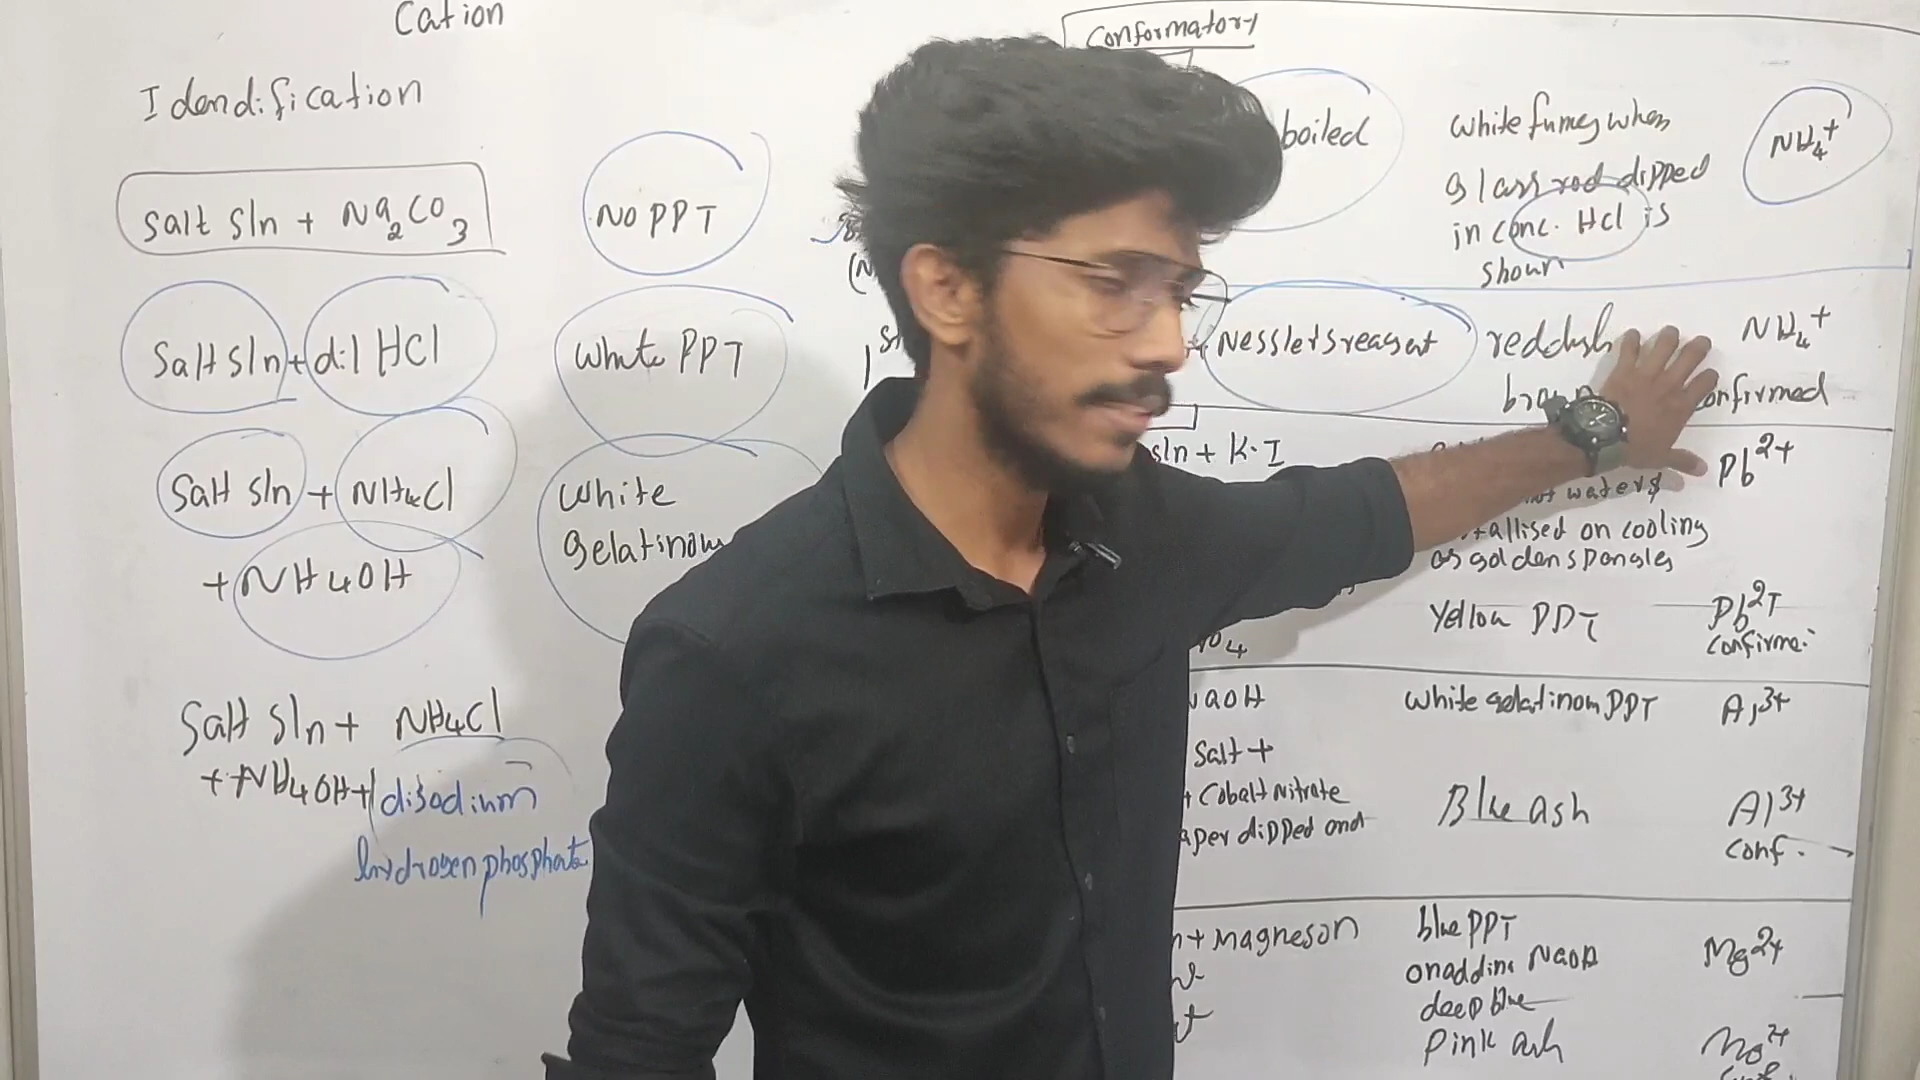 Cation
Idendification
Salt sln + Na2CO3
NO PPT
Salt sln + dil HCl
White PPT
Salt sln + NH4Cl
+ NH4OH
White
gelatinous
Salt sln + NH4Cl
+ NH4OH + disodium
hydrogen phosphate
Conformatory
boiled
white fumes when
glass rod dipped
in conc. HCl is
shown
NH4+
Nessler's reagent
reddish
brown
NH4+
confirmed
sln + K.I
Pb2+
hot water &
on cooling
as golden spangles
Yellow PPT
Pb2+
confirme.
NaOH
White gelatinous PPT
Al3+
Salt +
+ Cobalt nitrate
dipped and
Blue ash
Al3+
conf.
+ magneson
blue PPT
on adding NaOH
deep blue
Mg2+
Pink ash
Mg2+